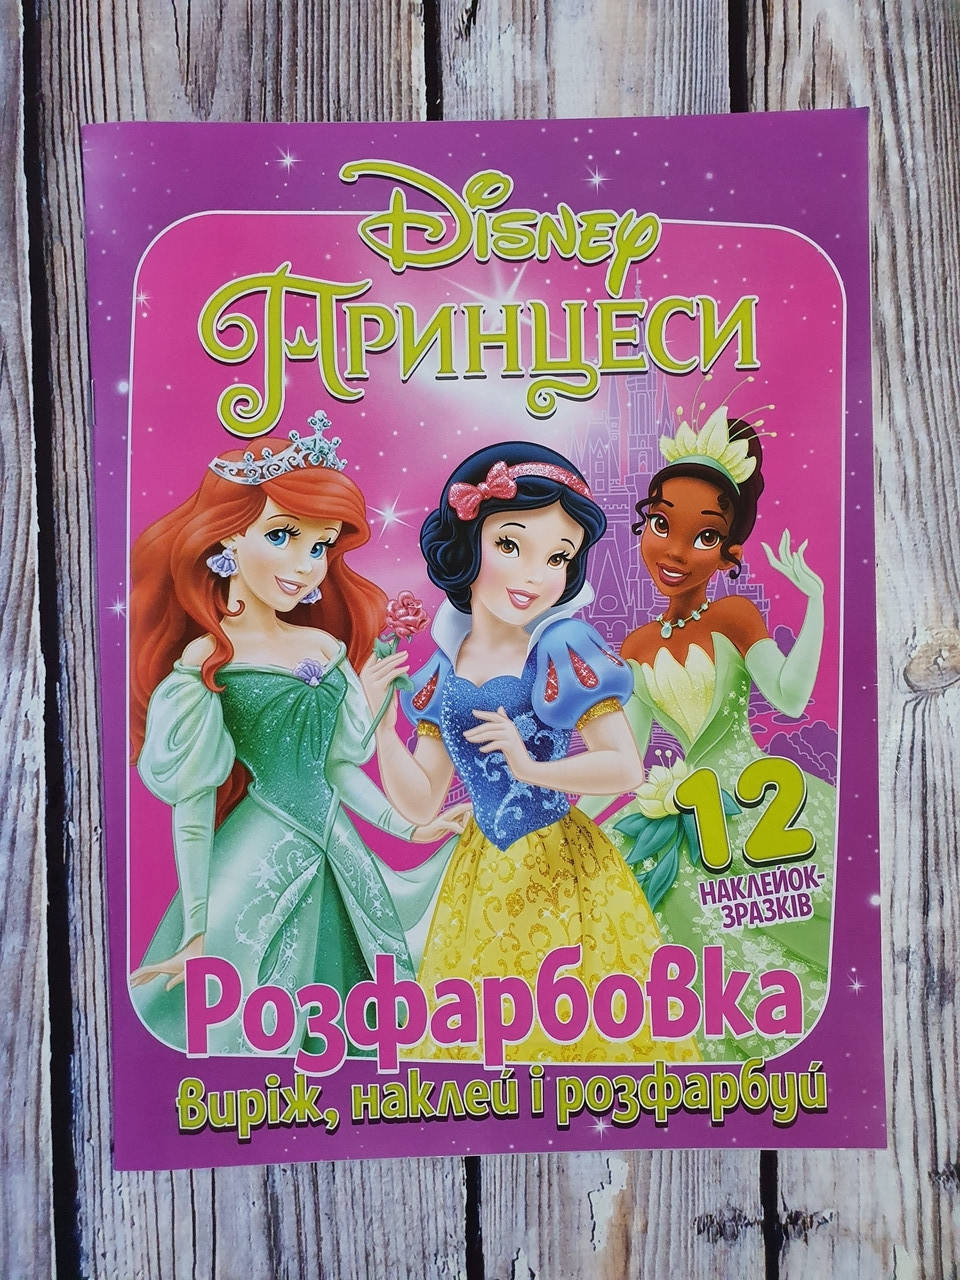 Disney
Принцеси
12
НАКЛЕЙОК-
ЗРАЗКІВ
Розфарбовка
виріж, наклей і розфарбуй